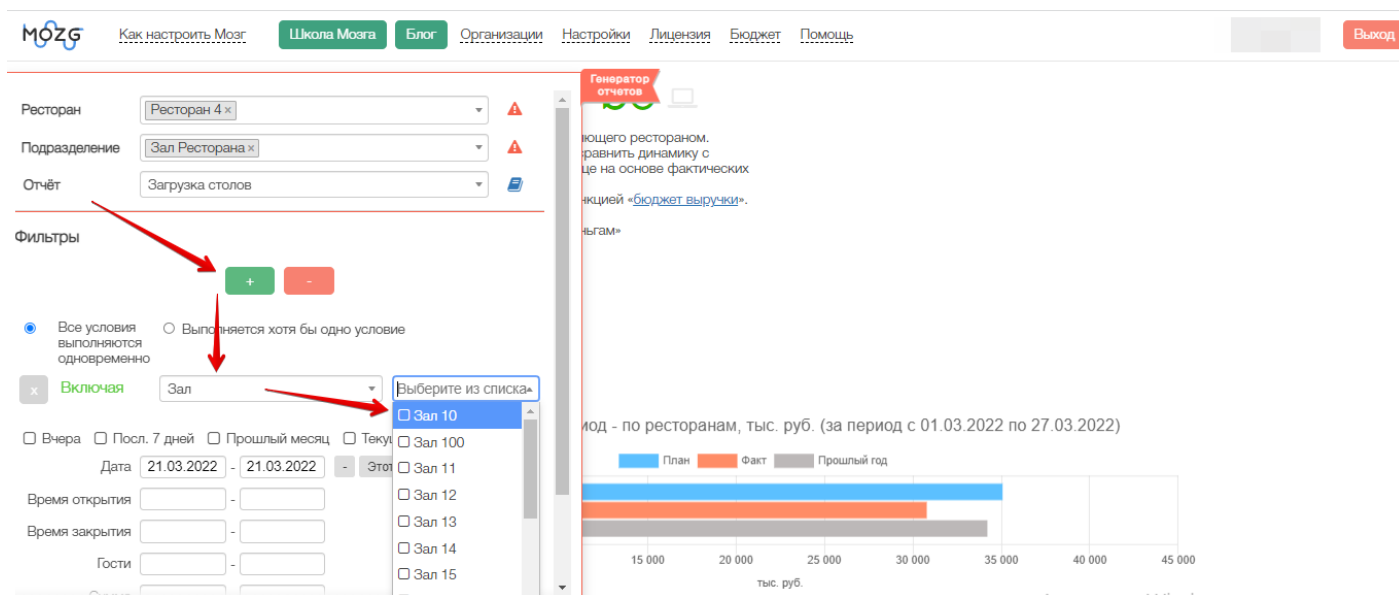 MOZG Как настроить Мозг Школа Мозга Блог Организации Настройки Лицензия Бюджет Помощь Выход
Генератор
отчетов
Ресторан Ресторан 4 ×
Подразделение Зал Ресторана ×
Отчёт Загрузка столов
ющего рестораном.
сравнить динамику с
це на основе фактических
нкцией «бюджет выручки».
ньгам»
Фильтры
+ -
Все условия
выполняются
одновременно
Выполняется хотя бы одно условие
x Включая Зал Выберите из списка
Зал 10
Зал 100
Зал 11
Зал 12
Зал 13
Зал 14
Зал 15
Вчера Посл. 7 дней Прошлый месяц Текущ
Дата 21.03.2022 - 21.03.2022 - Этот
Время открытия -
Время закрытия -
Гости -
иод - по ресторанам, тыс. руб. (за период с 01.03.2022 по 27.03.2022)
План Факт Прошлый год
15 000 20 000 25 000 30 000 35 000 40 000 45 000
тыс. руб.